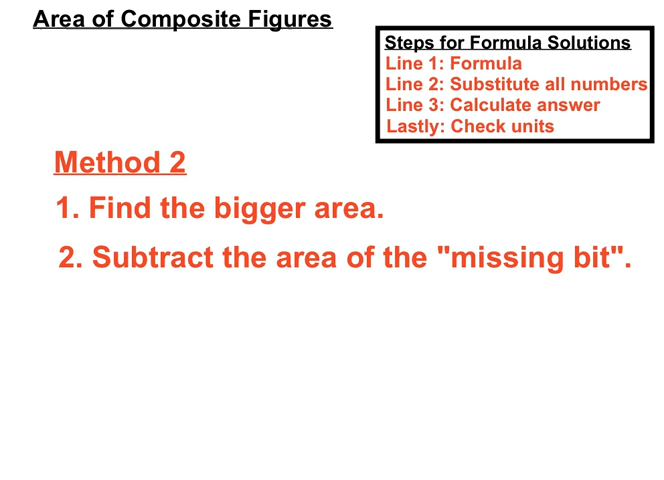 Area of Composite Figures
Steps for Formula Solutions
Line 1: Formula
Line 2: Substitute all numbers
Line 3: Calculate answer
Lastly: Check units
Method 2
1. Find the bigger area.
2. Subtract the area of the "missing bit".